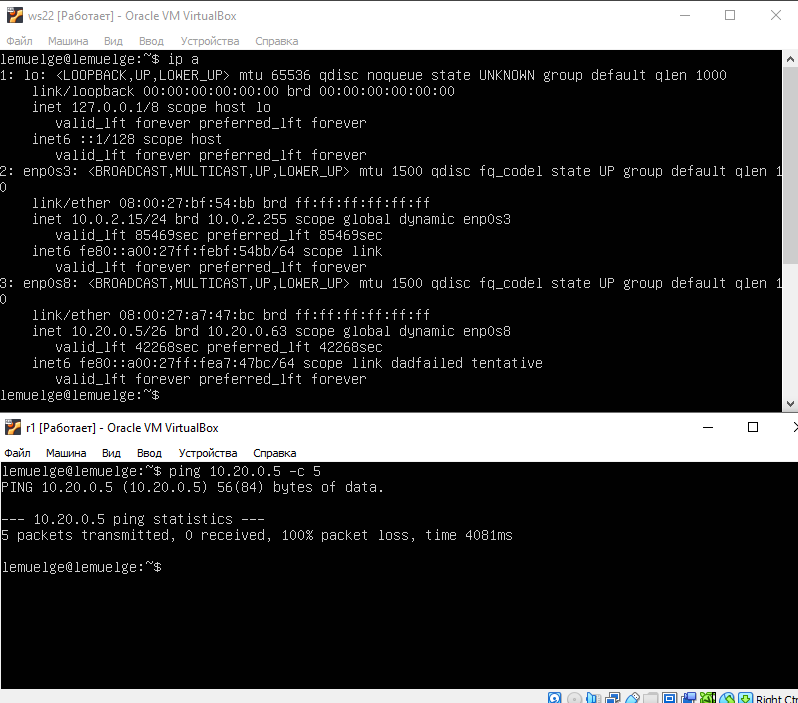 ws22 [Работает] - Oracle VM VirtualBox
Файл Машина Вид Ввод Устройства Справка
lemuelge@lemuelge:~$ ip a
1: lo: <LOOPBACK,UP,LOWER_UP> mtu 65536 qdisc noqueue state UNKNOWN group default qlen 1000
    link/loopback 00:00:00:00:00:00 brd 00:00:00:00:00:00
    inet 127.0.0.1/8 scope host lo
       valid_lft forever preferred_lft forever
    inet6 ::1/128 scope host
       valid_lft forever preferred_lft forever
2: enp0s3: <BROADCAST,MULTICAST,UP,LOWER_UP> mtu 1500 qdisc fq_codel state UP group default qlen 1
0
    link/ether 08:00:27:bf:54:bb brd ff:ff:ff:ff:ff:ff
    inet 10.0.2.15/24 brd 10.0.2.255 scope global dynamic enp0s3
       valid_lft 85469sec preferred_lft 85469sec
    inet6 fe80::a00:27ff:febf:54bb/64 scope link
       valid_lft forever preferred_lft forever
3: enp0s8: <BROADCAST,MULTICAST,UP,LOWER_UP> mtu 1500 qdisc fq_codel state UP group default qlen 1
0
    link/ether 08:00:27:a7:47:bc brd ff:ff:ff:ff:ff:ff
    inet 10.20.0.5/26 brd 10.20.0.63 scope global dynamic enp0s8
       valid_lft 42268sec preferred_lft 42268sec
    inet6 fe80::a00:27ff:fea7:47bc/64 scope link dadfailed tentative
       valid_lft forever preferred_lft forever
lemuelge@lemuelge:~$
r1 [Работает] - Oracle VM VirtualBox
Файл Машина Вид Ввод Устройства Справка
lemuelge@lemuelge:~$ ping 10.20.0.5 -c 5
PING 10.20.0.5 (10.20.0.5) 56(84) bytes of data.
--- 10.20.0.5 ping statistics ---
5 packets transmitted, 0 received, 100% packet loss, time 4081ms
lemuelge@lemuelge:~$
Right Ctr